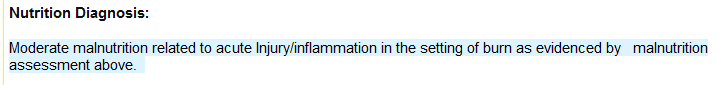 Nutrition Diagnosis:
Moderate malnutrition related to acute Injury/inflammation in the setting of burn as evidenced by malnutrition
assessment above.